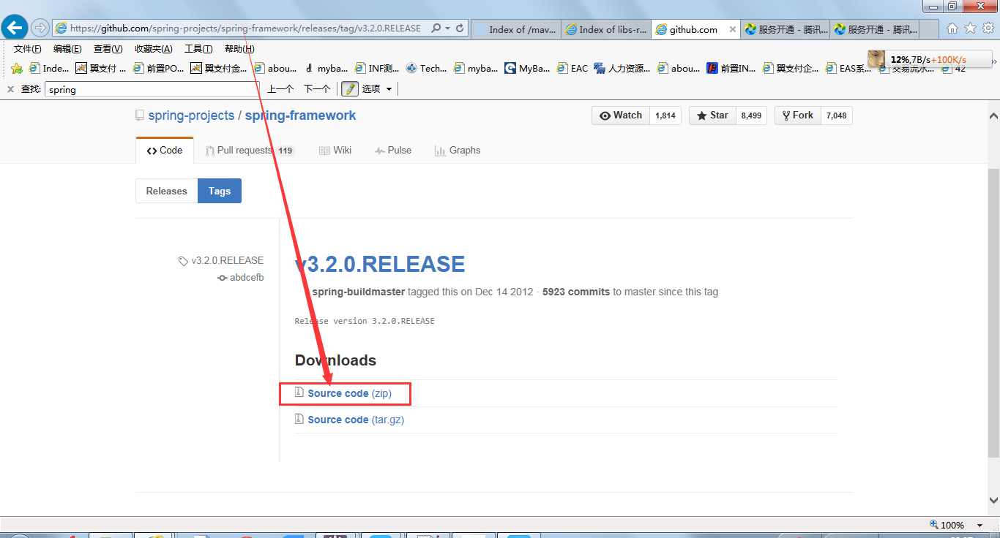 https://github.com/spring-projects/spring-framework/releases/tag/v3.2.0.RELEASE
Index of /mav...
Index of libs-r...
github.com
服务开通 - 腾讯...
服务开通 - 腾讯...
文件(F) 编辑(E) 查看(V) 收藏夹(A) 工具(T) 帮助(H)
12%,7B/s+100K/s
Inde... 翼支付 ... 前置PO... 翼支付金... abou... myba... INF测... Tech... myba... MyBa... EAC 人力资源... abou... 前置IN... 翼支付企... EAS系... 交易流水... 42
查找: spring 上一个 下一个 选项
spring-projects / spring-framework
Watch 1,814 Star 8,499 Fork 7,048
Code Pull requests 119 Wiki Pulse Graphs
Releases Tags
v3.2.0.RELEASE
abdcefb
v3.2.0.RELEASE
spring-buildmaster tagged this on Dec 14 2012 · 5923 commits to master since this tag
Release version 3.2.0.RELEASE
Downloads
Source code (zip)
Source code (tar.gz)
100%